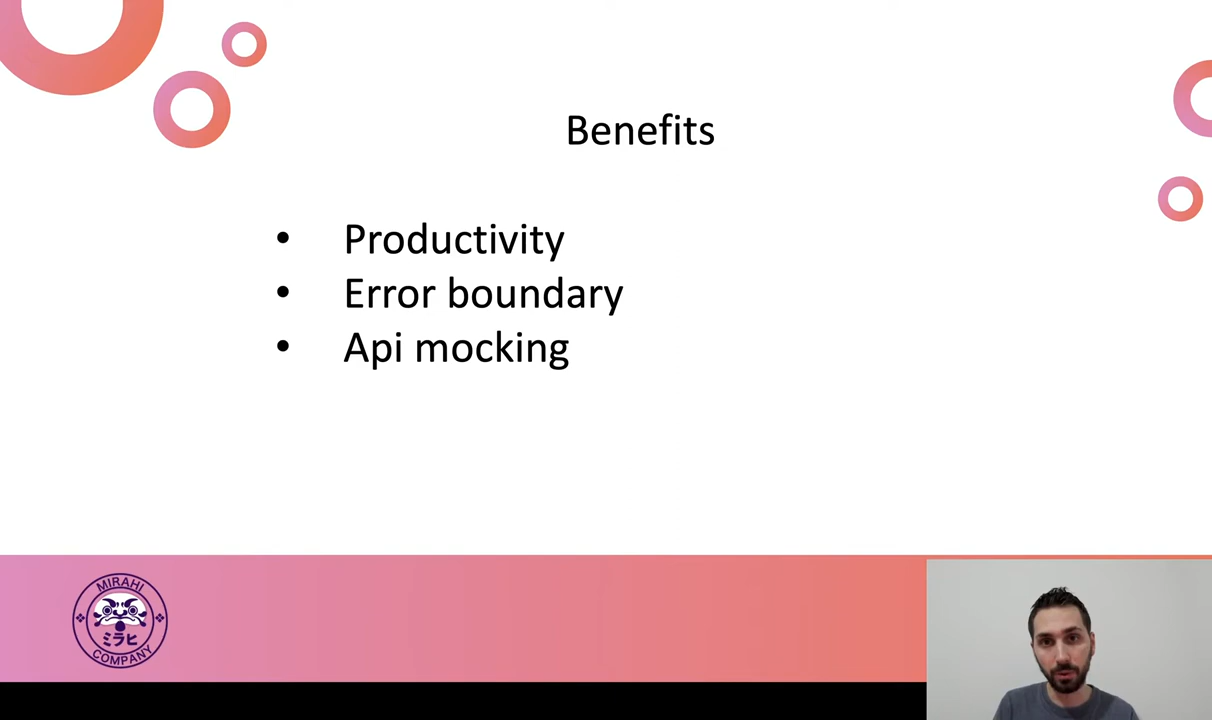 Benefits
• Productivity
• Error boundary
• Api mocking
MIRAHI
ミラヒ
COMPANY